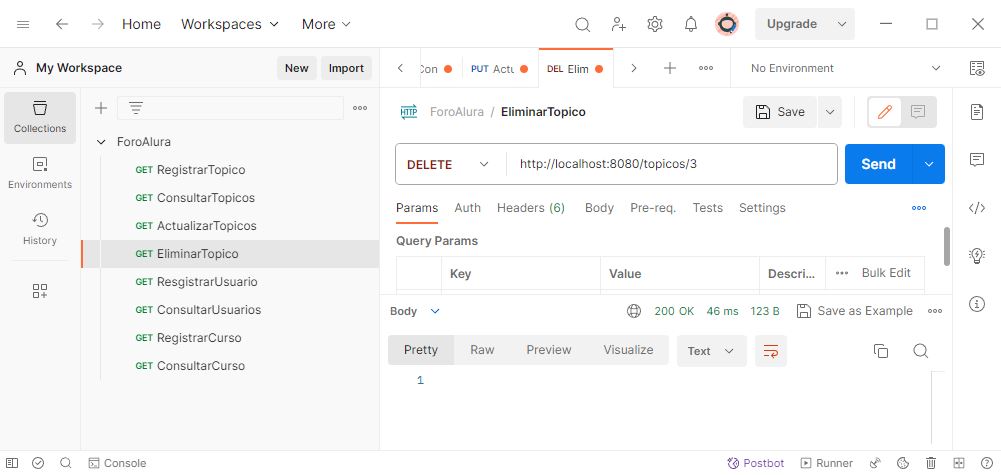 Home Workspaces More Upgrade
My Workspace New Import
Con PUT Actu DEL Elim No Environment
Collections
Environments
History
ForoAlura
GET RegistrarTopico
GET ConsultarTopicos
GET ActualizarTopicos
GET EliminarTopico
GET ResgistrarUsuario
GET ConsultarUsuarios
GET RegistrarCurso
GET ConsultarCurso
HTTP ForoAlura / EliminarTopico Save
DELETE http://localhost:8080/topicos/3 Send
Params Auth Headers (6) Body Pre-req. Tests Settings
Query Params
Key Value Descri... Bulk Edit
Body 200 OK 46 ms 123 B Save as Example
Pretty Raw Preview Visualize Text
1
Console Postbot Runner